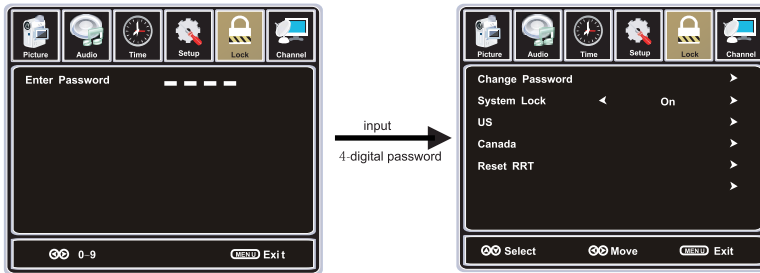 Picture Audio Time Setup Lock Channel
Enter Password
0-9 MENU Exit
input
4-digital password
Picture Audio Time Setup Lock Channel
Change Password
System Lock On
US
Canada
Reset RRT
Select Move MENU Exit